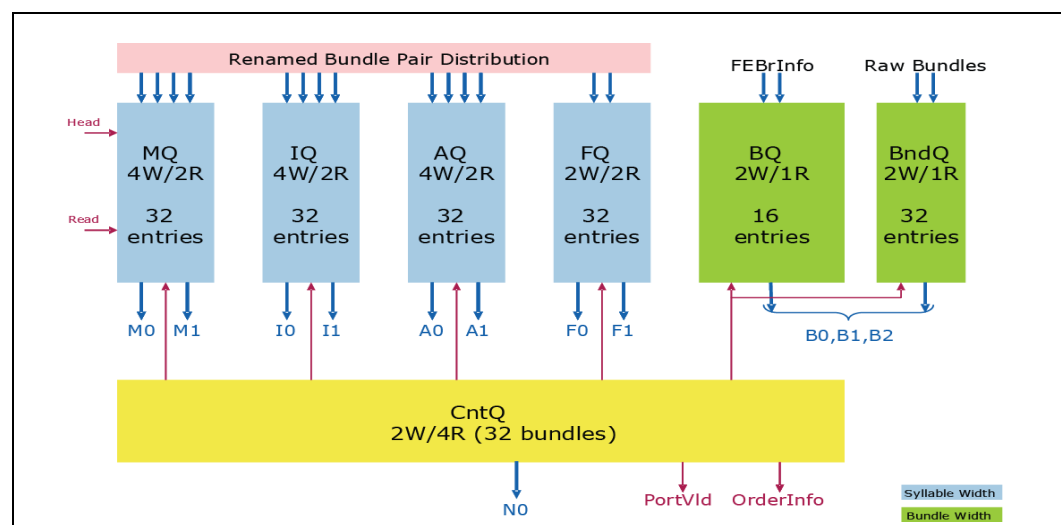 Renamed Bundle Pair Distribution
FEBrInfo
Raw Bundles
Head
Read
MQ
4W/2R
32
entries
IQ
4W/2R
32
entries
AQ
4W/2R
32
entries
FQ
2W/2R
32
entries
BQ
2W/1R
16
entries
BndQ
2W/1R
32
entries
M0 M1
I0 I1
A0 A1
F0 F1
B0,B1,B2
CntQ
2W/4R (32 bundles)
N0
PortVld
OrderInfo
Syllable Width
Bundle Width